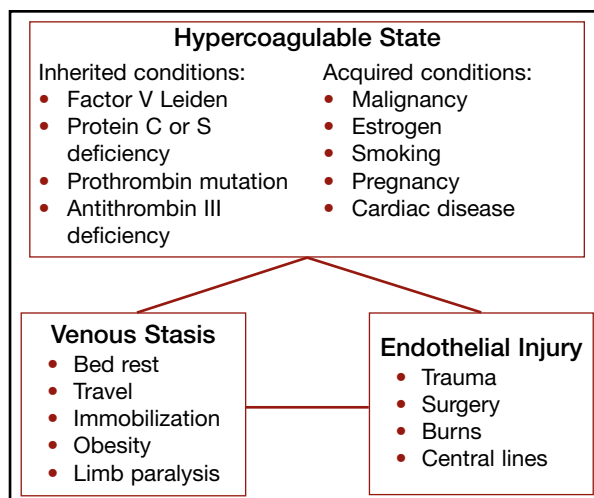 Hypercoagulable State
Inherited conditions:
• Factor V Leiden
• Protein C or S
deficiency
• Prothrombin mutation
• Antithrombin III
deficiency
Acquired conditions:
• Malignancy
• Estrogen
• Smoking
• Pregnancy
• Cardiac disease
Venous Stasis
• Bed rest
• Travel
• Immobilization
• Obesity
• Limb paralysis
Endothelial Injury
• Trauma
• Surgery
• Burns
• Central lines